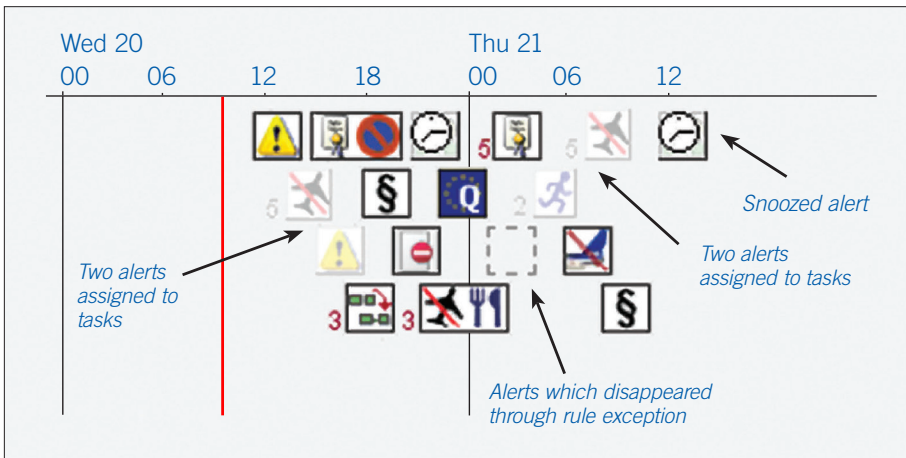 Wed 20
Thu 21
00 06 12 18 00 06 12
5 5
5 § Q 2
3 3 §
Snoozed alert
Two alerts
assigned to
tasks
Two alerts
assigned to tasks
Alerts which disappeared
through rule exception